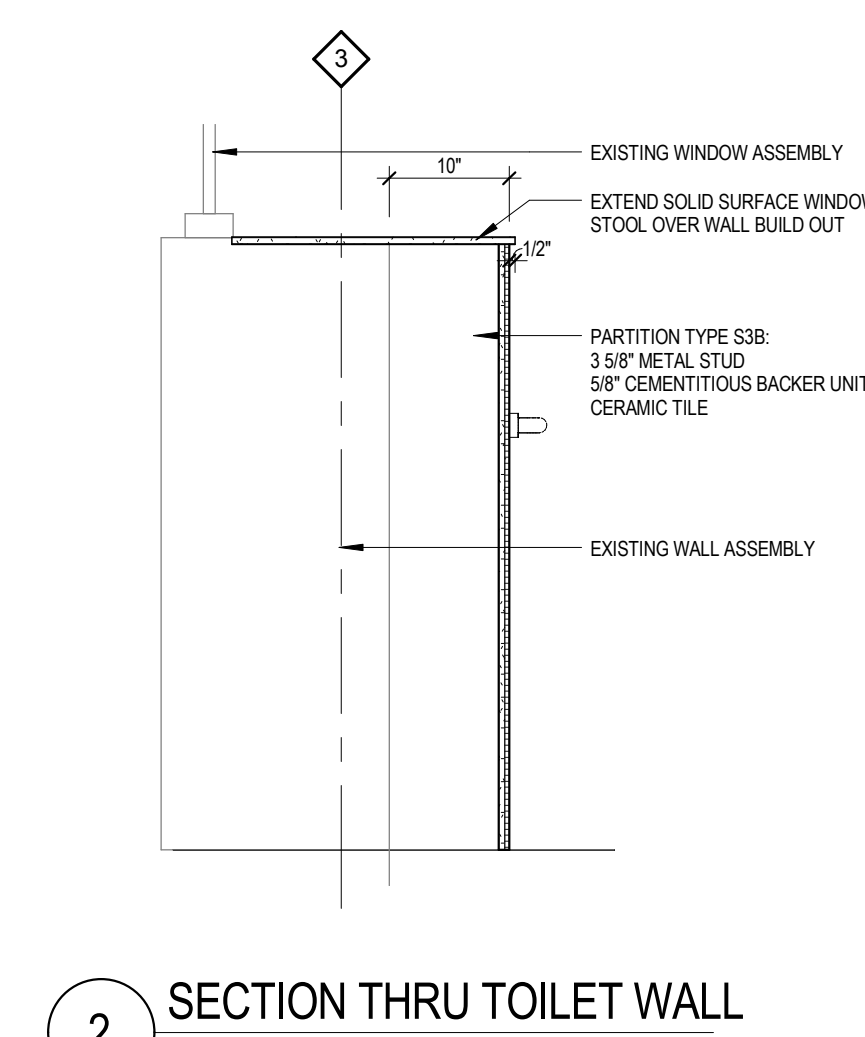 3
EXISTING WINDOW ASSEMBLY
10"
EXTEND SOLID SURFACE WINDOW
STOOL OVER WALL BUILD OUT
1/2"
PARTITION TYPE S3B:
3 5/8" METAL STUD
5/8" CEMENTITIOUS BACKER UNIT
CERAMIC TILE
EXISTING WALL ASSEMBLY
SECTION THRU TOILET WALL
2